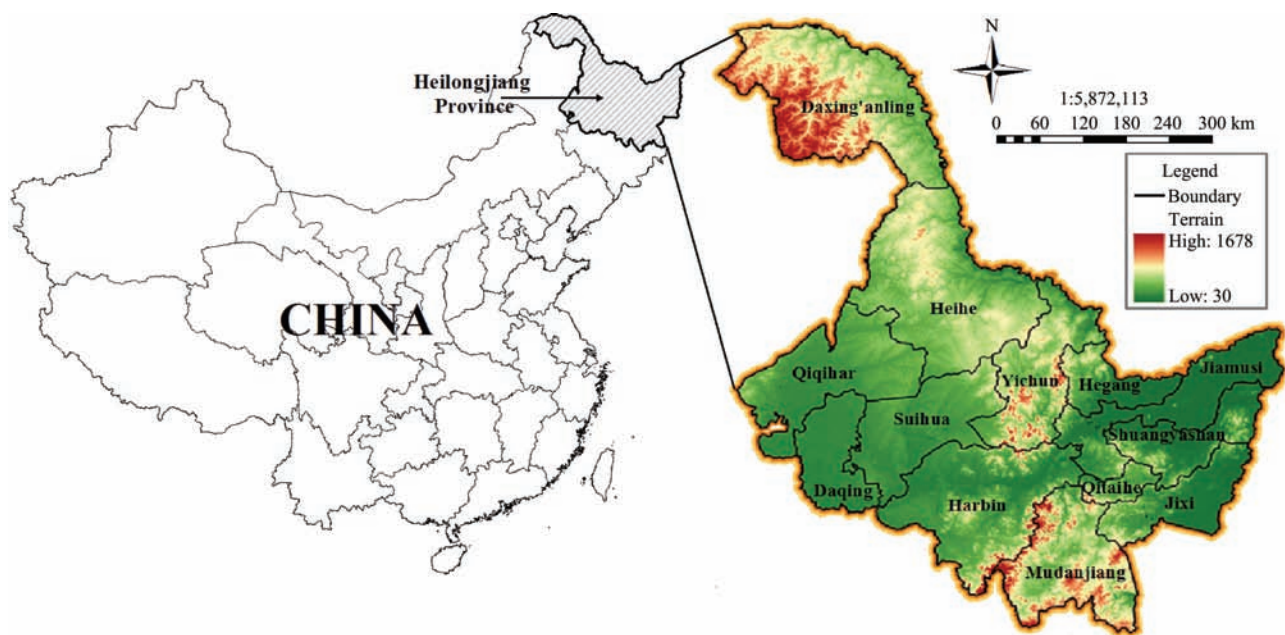 Heilongjiang
Province
CHINA
N
1:5,872,113
0 60 120 180 240 300 km
Legend
Boundary
Terrain
High: 1678
Low: 30
Daxing'anling
Heihe
Qiqihar
Yichun
Hegang
Jiamusi
Suihua
Shuangyashan
Daqing
Harbin
Qitaihe
Jixi
Mudanjiang